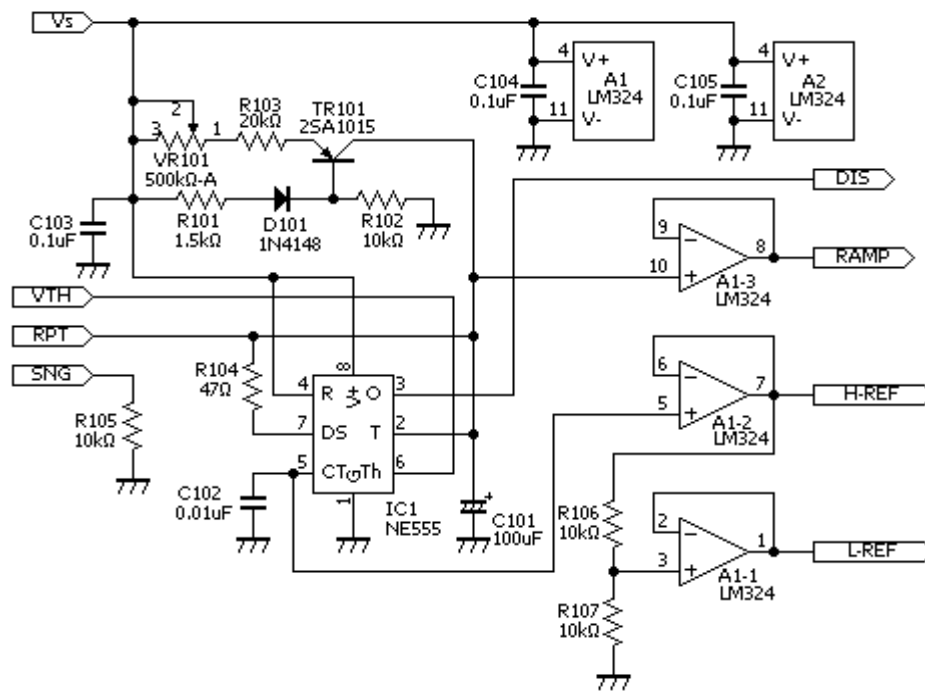 Vs
4
V+
A1
LM324
C104
0.1uF
11
V-
4
V+
A2
LM324
C105
0.1uF
11
V-
2
3
1
VR101
500kΩ-A
R103
20kΩ
TR101
2SA1015
C103
0.1uF
R101
1.5kΩ
D101
1N4148
R102
10kΩ
DIS
9
10
8
A1-3
LM324
RAMP
VTH
RPT
SNG
R104
47Ω
R105
10kΩ
8
4
R
V+
O
3
7
DS
T
2
5
CT
G
Th
6
1
IC1
NE555
C102
0.01uF
+
C101
100uF
6
5
7
A1-2
LM324
H-REF
R106
10kΩ
2
3
1
A1-1
LM324
L-REF
R107
10kΩ